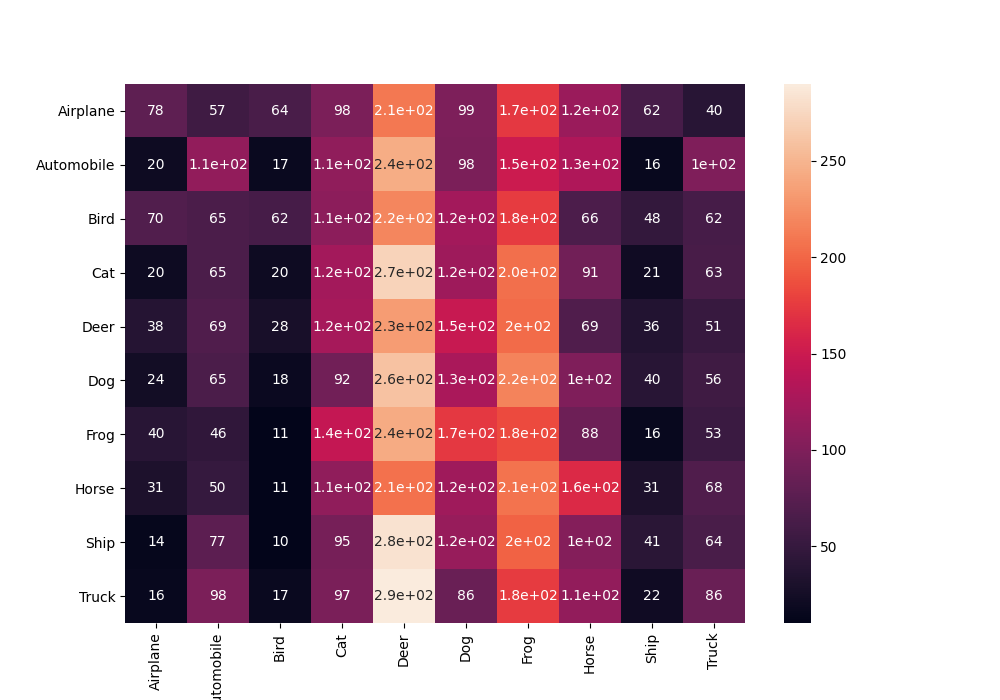 Airplane 78 57 64 98 2.1e+02 99 1.7e+02 1.2e+02 62 40
Automobile 20 1.1e+02 17 1.1e+02 2.4e+02 98 1.5e+02 1.3e+02 16 1e+02
250
Bird 70 65 62 1.1e+02 2.2e+02 1.2e+02 1.8e+02 66 48 62
200
Cat 20 65 20 1.2e+02 2.7e+02 1.2e+02 2.0e+02 91 21 63
Deer 38 69 28 1.2e+02 2.3e+02 1.5e+02 2e+02 69 36 51
150
Dog 24 65 18 92 2.6e+02 1.3e+02 2.2e+02 1e+02 40 56
Frog 40 46 11 1.4e+02 2.4e+02 1.7e+02 1.8e+02 88 16 53
100
Horse 31 50 11 1.1e+02 2.1e+02 1.2e+02 2.1e+02 1.6e+02 31 68
Ship 14 77 10 95 2.8e+02 1.2e+02 2e+02 1e+02 41 64
50
Truck 16 98 17 97 2.9e+02 86 1.8e+02 1.1e+02 22 86
Airplane utomobile Bird Cat Deer Dog Frog Horse Ship Truck